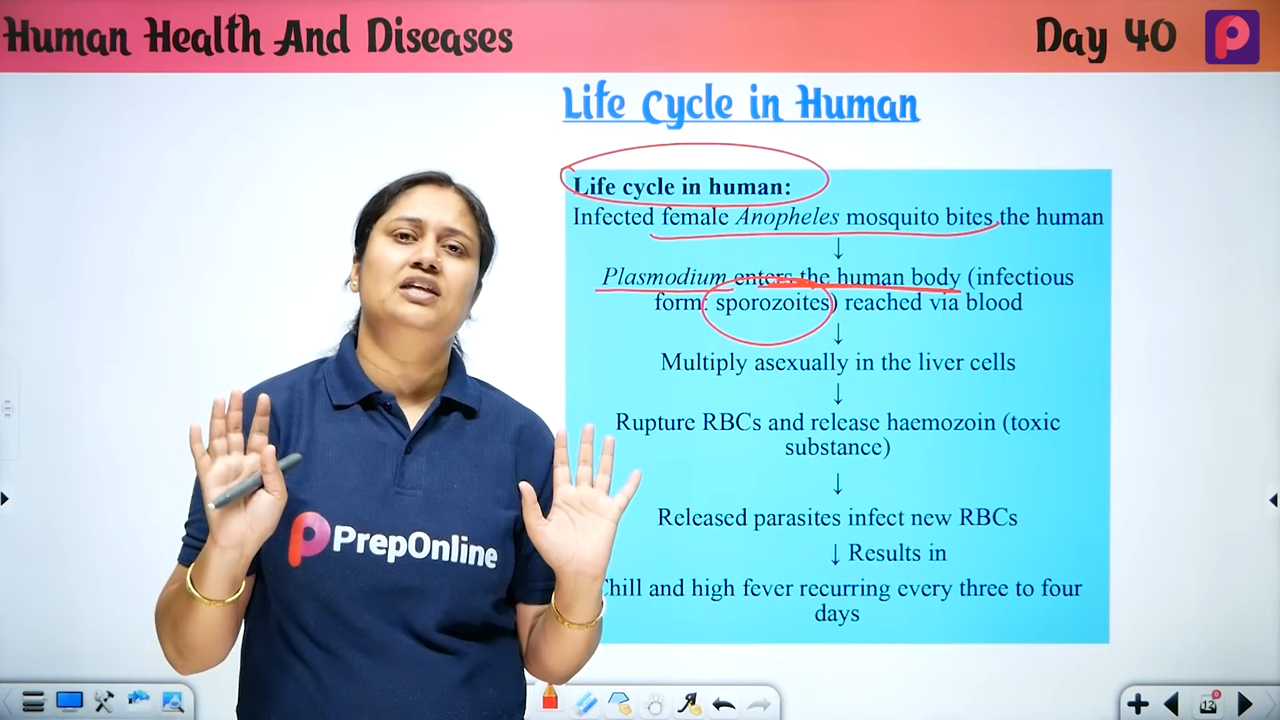 Human Health And Diseases
Day 40
Life Cycle in Human
Life cycle in human:
Infected female Anopheles mosquito bites the human
↓
Plasmodium enters the human body (infectious
form: sporozoites) reached via blood
↓
Multiply asexually in the liver cells
↓
Rupture RBCs and release haemozoin (toxic
substance)
↓
Released parasites infect new RBCs
↓ Results in
Chill and high fever recurring every three to four
days
PrepOnline
12